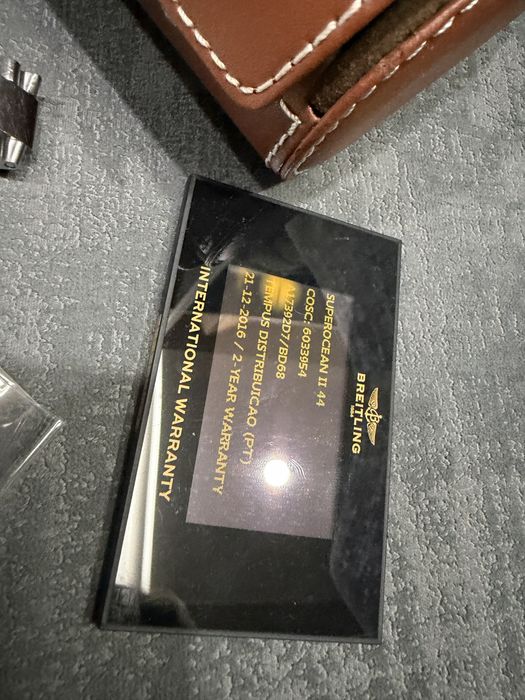 BREITLING
1884
SUPEROCEAN II 44
COSC: 6033954
A17392D7/BD68
TEMPUS DISTRIBUICAO (PT)
21-12-2016 / 2-YEAR WARRANTY
INTERNATIONAL WARRANTY